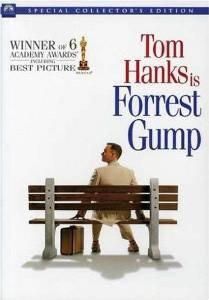 SPECIAL COLLECTOR'S EDITION
WINNER OF 6
ACADEMY AWARDS®
INCLUDING
BEST PICTURE
Tom
Hanks is
Forrest
Gump